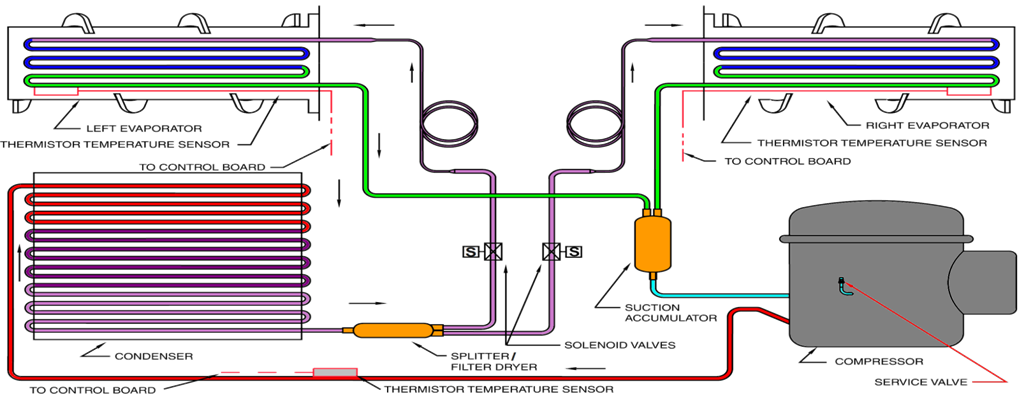 LEFT EVAPORATOR
THERMISTOR TEMPERATURE SENSOR
TO CONTROL BOARD
RIGHT EVAPORATOR
THERMISTOR TEMPERATURE SENSOR
TO CONTROL BOARD
S
S
SUCTION
ACCUMULATOR
SOLENOID VALVES
CONDENSER
SPLITTER /
FILTER DRYER
COMPRESSOR
SERVICE VALVE
TO CONTROL BOARD
THERMISTOR TEMPERATURE SENSOR